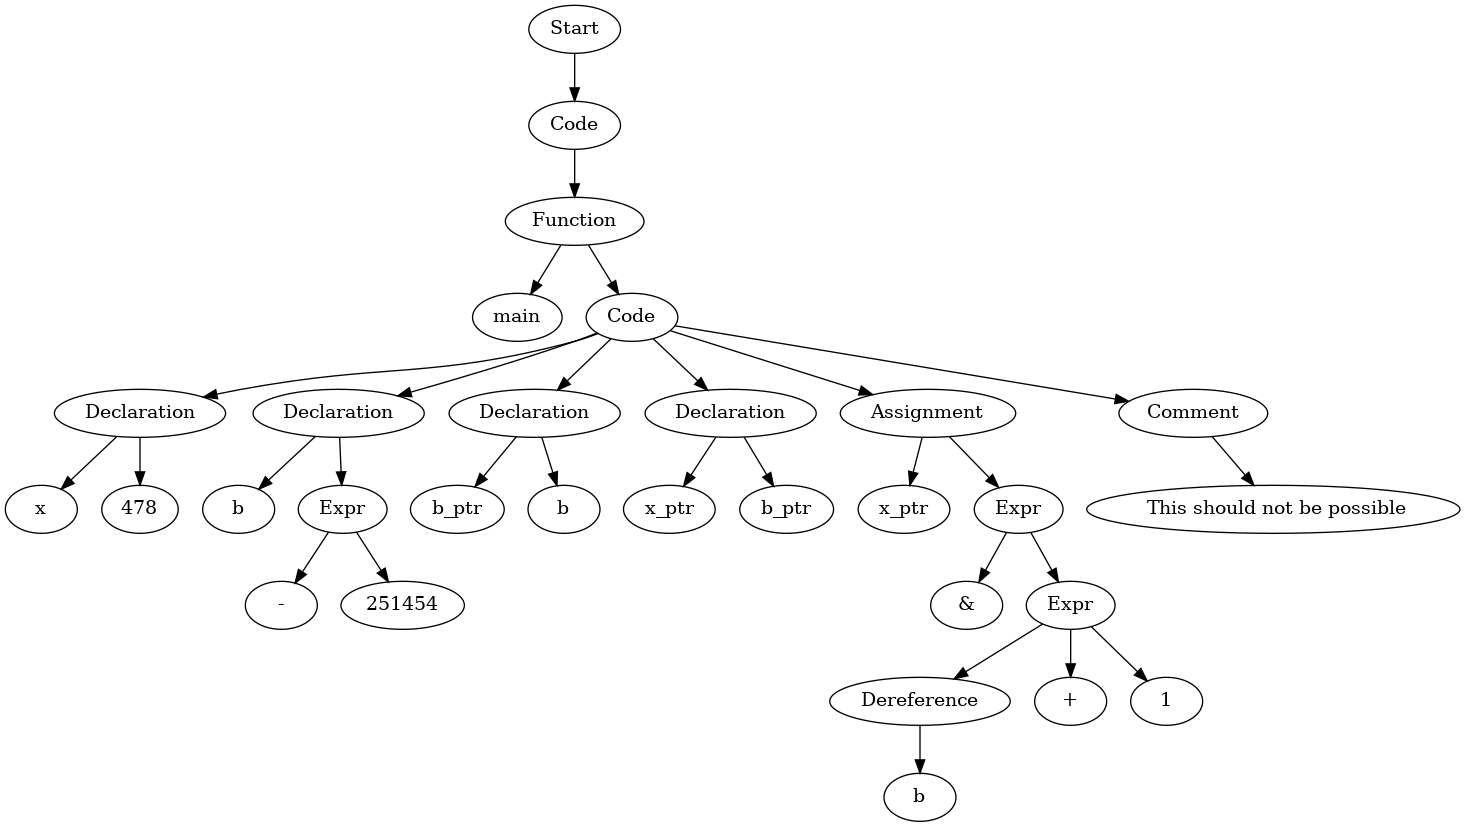 Start
Code
Function
main
Code
Declaration
Declaration
Declaration
Declaration
Assignment
Comment
x
478
b
Expr
b_ptr
b
x_ptr
b_ptr
x_ptr
Expr
This should not be possible
-
251454
&
Expr
Dereference
+
1
b